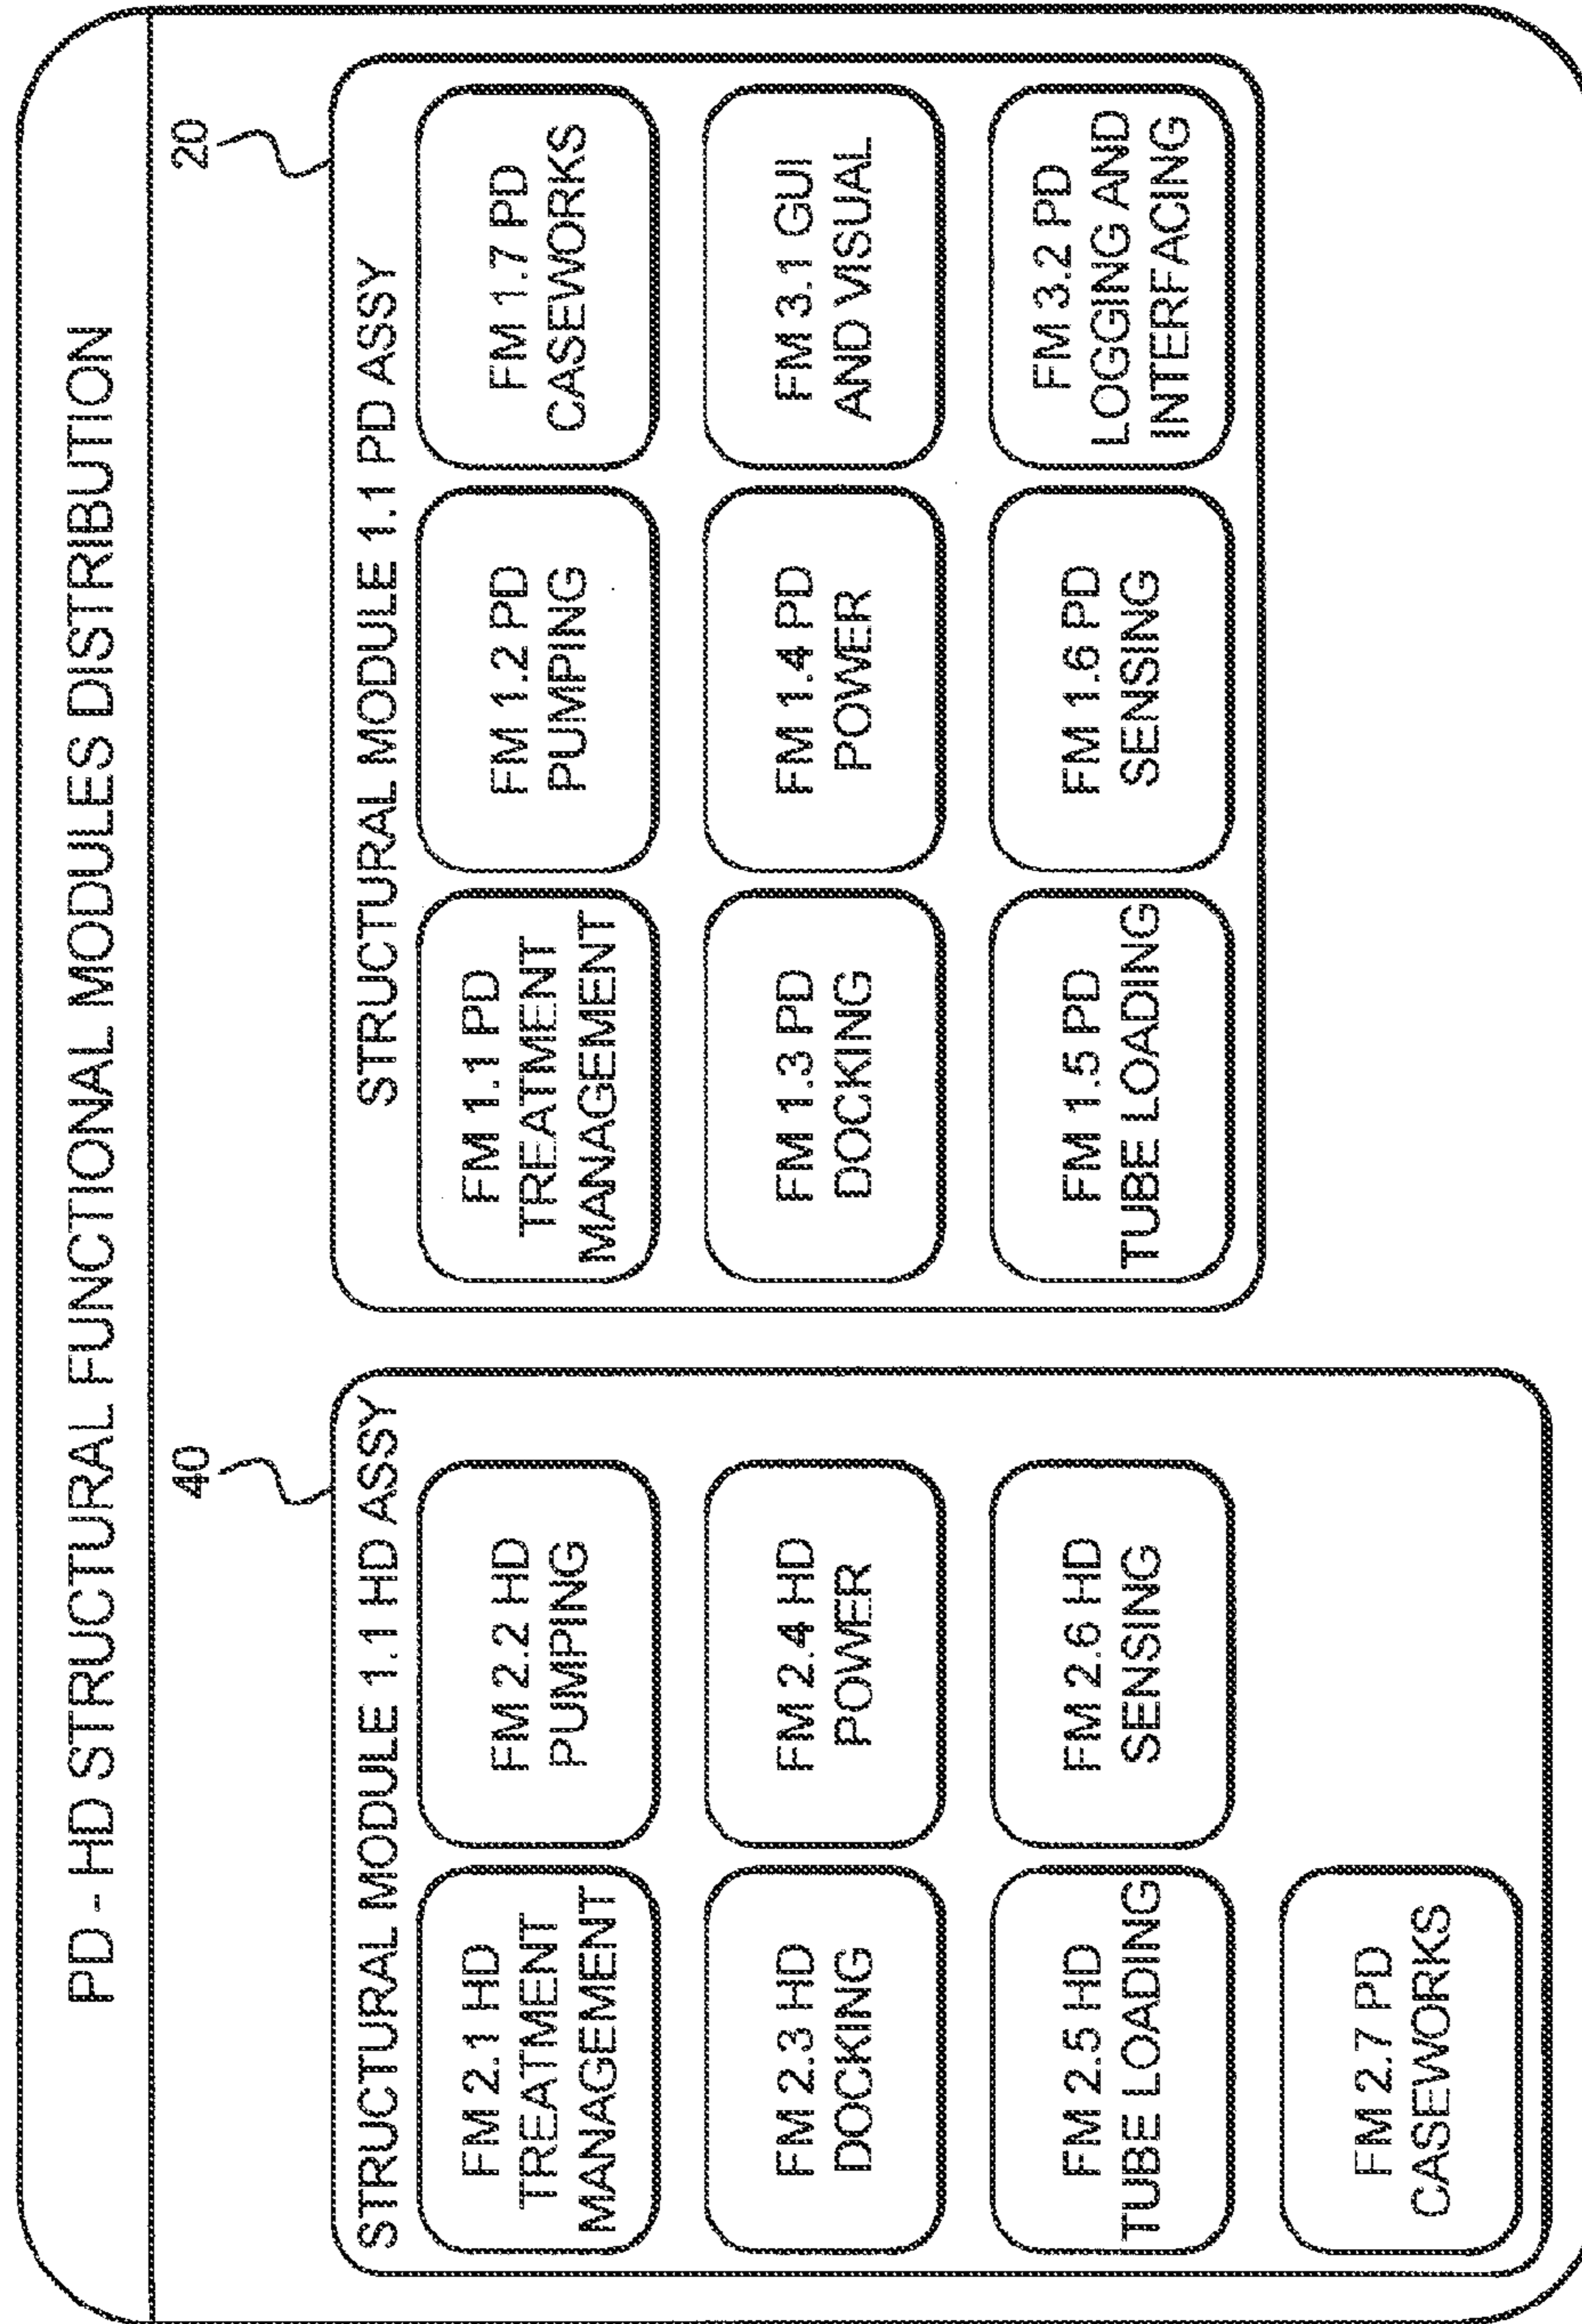 PD - HD STRUCTURAL FUNCTIONAL MODULES DISTRIBUTION
40
STRUCTURAL MODULE 1.1 HD ASSY
FM 2.1 HD
TREATMENT
MANAGEMENT
FM 2.2 HD
PUMPING
FM 2.3 HD
DOCKING
FM 2.4 HD
POWER
FM 2.5 HD
TUBE LOADING
FM 2.6 HD
SENSING
FM 2.7 PD
CASEWORKS
20
STRUCTURAL MODULE 1.1 PD ASSY
FM 1.1 PD
TREATMENT
MANAGEMENT
FM 1.2 PD
PUMPING
FM 1.7 PD
CASEWORKS
FM 1.3 PD
DOCKING
FM 1.4 PD
POWER
FM 3.1 GUI
AND VISUAL
FM 1.5 PD
TUBE LOADING
FM 1.6 PD
SENSING
FM 3.2 PD
LOGGING AND
INTERFACING